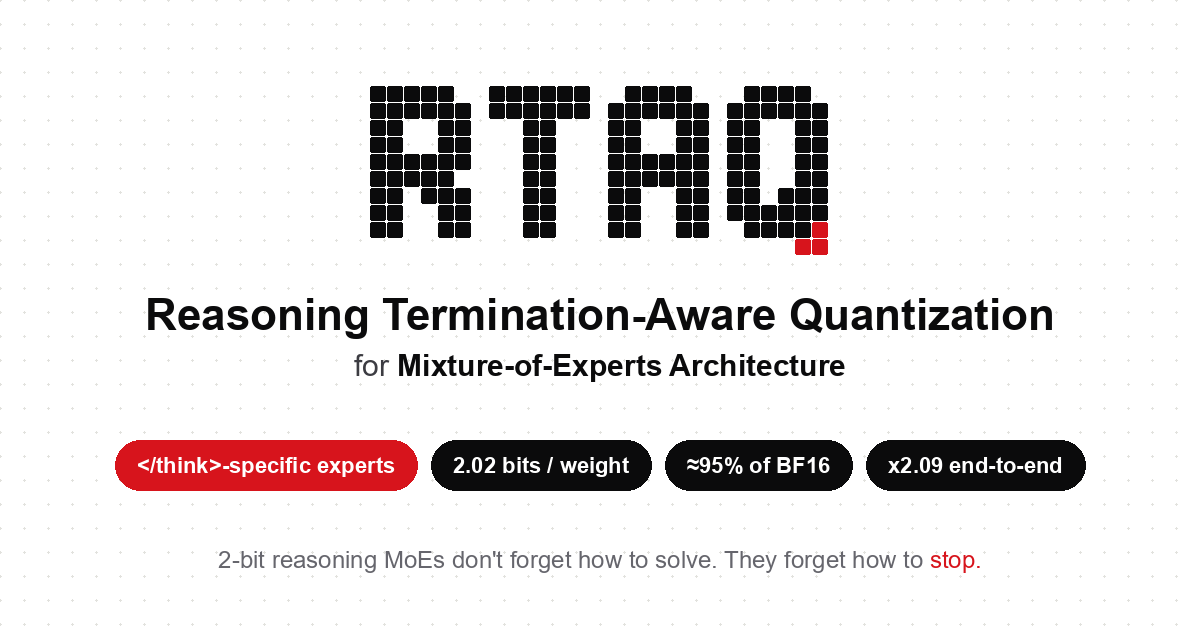 RTAQ
Reasoning Termination-Aware Quantization
for Mixture-of-Experts Architecture
</think>-specific experts
2.02 bits / weight
≈95% of BF16
x2.09 end-to-end
2-bit reasoning MoEs don't forget how to solve. They forget how to stop.